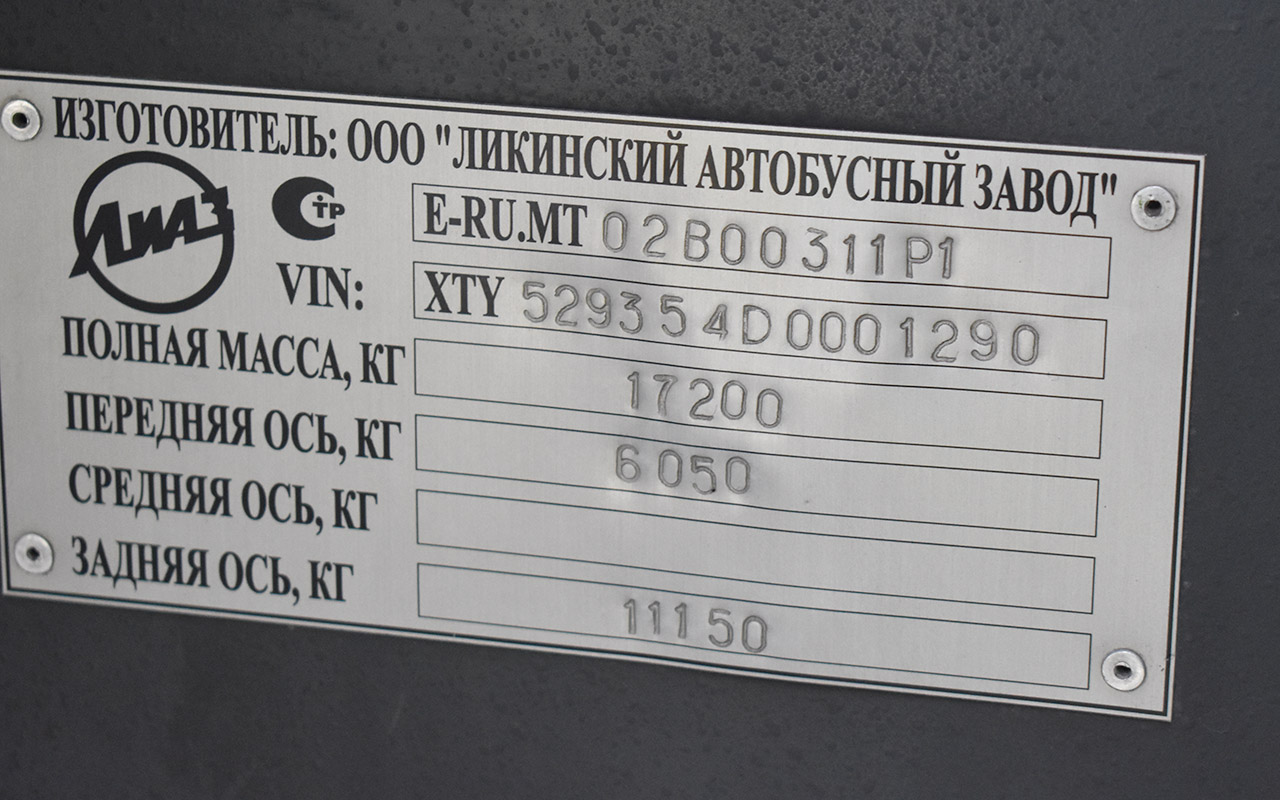 ИЗГОТОВИТЕЛЬ: ООО "ЛИКИНСКИЙ АВТОБУСНЫЙ ЗАВОД"
ЛИАЗ
СТР
E-RU.MT 02B00311P1
VIN: XTY 529354D0001290
ПОЛНАЯ МАССА, КГ 17200
ПЕРЕДНЯЯ ОСЬ, КГ 6050
СРЕДНЯЯ ОСЬ, КГ
ЗАДНЯЯ ОСЬ, КГ 11150